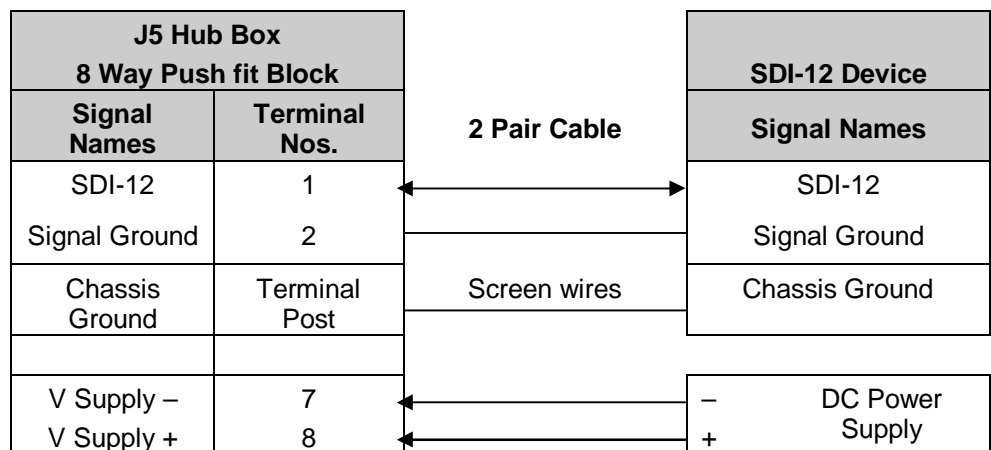 J5 Hub Box
8 Way Push fit Block
SDI-12 Device
Signal Names
Terminal Nos.
2 Pair Cable
Signal Names
SDI-12
1
SDI-12
Signal Ground
2
Signal Ground
Chassis Ground
Terminal Post
Screen wires
Chassis Ground
V Supply –
7
–
DC Power Supply
V Supply +
8
+